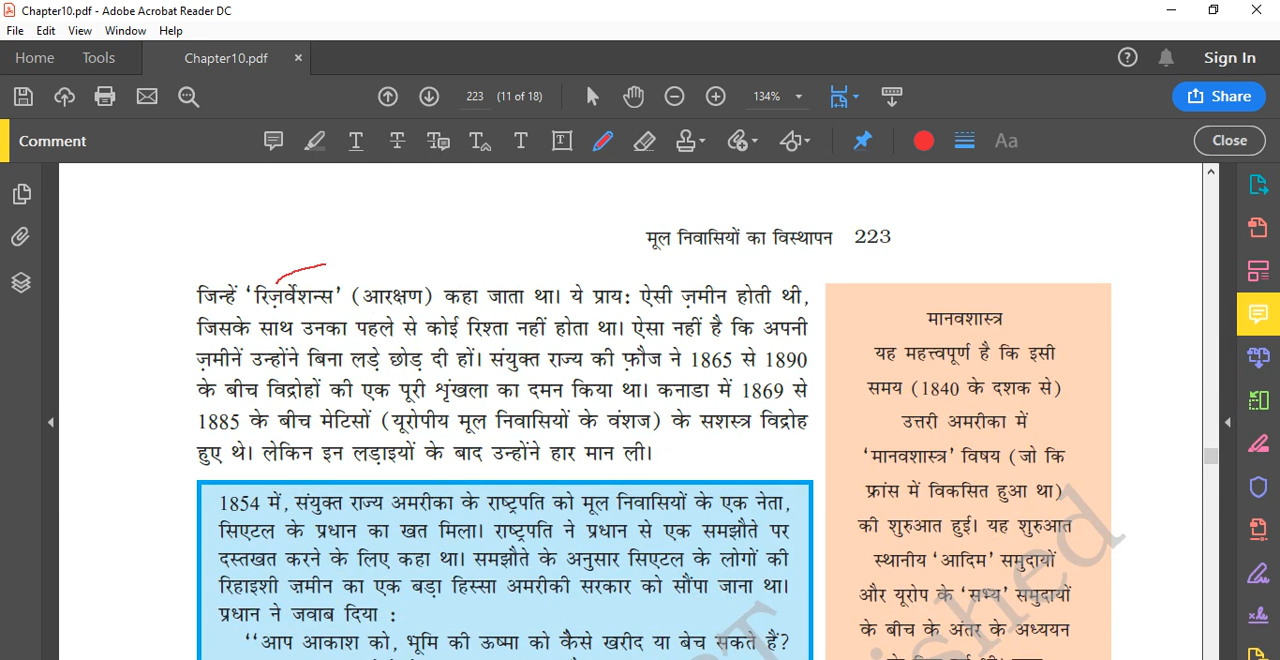 Chapter10.pdf - Adobe Acrobat Reader DC
File Edit View Window Help
Home Tools Chapter10.pdf × Sign In
223 (11 of 18) 134% Share
Comment Aa Close
मूल निवासियों का विस्थापन 223
जिन्हें ‘रिज़र्वेशन्स’ (आरक्षण) कहा जाता था। ये प्राय: ऐसी ज़मीन होती थी,
जिसके साथ उनका पहले से कोई रिश्ता नहीं होता था। ऐसा नहीं है कि अपनी
ज़मीनें उन्होंने बिना लड़े छोड़ दी हों। संयुक्त राज्य की फ़ौज ने 1865 से 1890
के बीच विद्रोहों की एक पूरी शृंखला का दमन किया था। कनाडा में 1869 से
1885 के बीच मेटिसों (यूरोपीय मूल निवासियों के वंशज) के सशस्त्र विद्रोह
हुए थे। लेकिन इन लड़ाइयों के बाद उन्होंने हार मान ली।
1854 में, संयुक्त राज्य अमरीका के राष्ट्रपति को मूल निवासियों के एक नेता,
सिएटल के प्रधान का खत मिला। राष्ट्रपति ने प्रधान से एक समझौते पर
दस्तखत करने के लिए कहा था। समझौते के अनुसार सिएटल के लोगों की
रिहाइशी ज़मीन का एक बड़ा हिस्सा अमरीकी सरकार को सौंपा जाना था।
प्रधान ने जवाब दिया :
‘‘आप आकाश को, भूमि की ऊष्मा को कैसे खरीद या बेच सकते हैं?
मानवशास्त्र
यह महत्त्वपूर्ण है कि इसी
समय (1840 के दशक से)
उत्तरी अमरीका में
‘मानवशास्त्र’ विषय (जो कि
फ्रांस में विकसित हुआ था)
की शुरुआत हुई। यह शुरुआत
स्थानीय ‘आदिम’ समुदायों
और यूरोप के ‘सभ्य’ समुदायों
के बीच के अंतर के अध्ययन